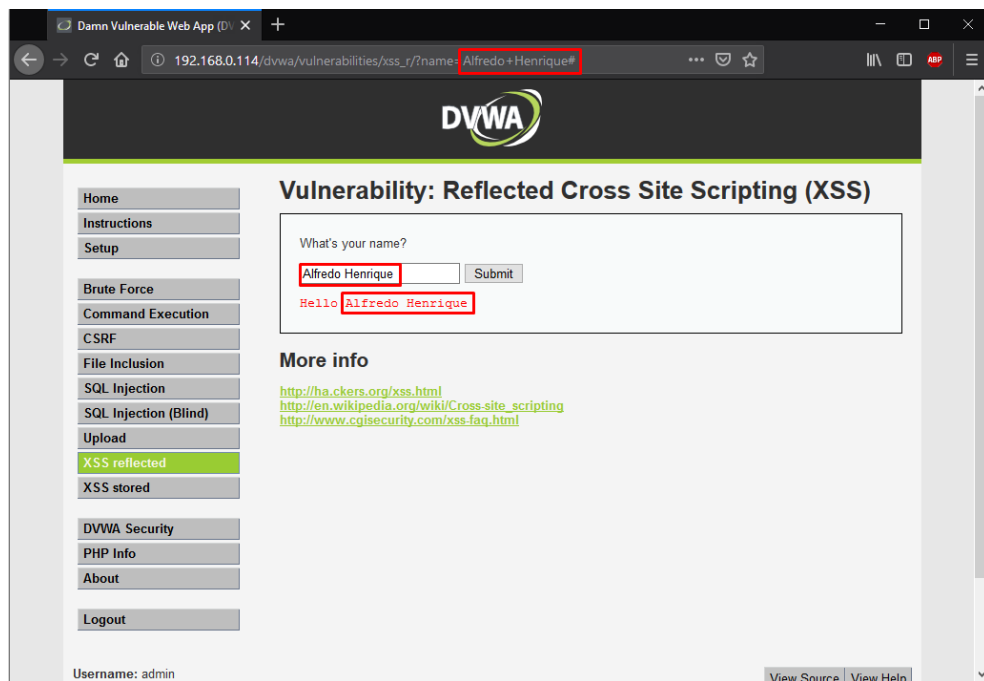 Damn Vulnerable Web App (DV
192.168.0.114/dvwa/vulnerabilities/xss_r/?name=Alfredo+Henrique#
ABP
DVWA
Vulnerability: Reflected Cross Site Scripting (XSS)
Home
Instructions
Setup
Brute Force
Command Execution
CSRF
File Inclusion
SQL Injection
SQL Injection (Blind)
Upload
XSS reflected
XSS stored
DVWA Security
PHP Info
About
Logout
What's your name?
Alfredo Henrique Submit
Hello Alfredo Henrique
More info
http://ha.ckers.org/xss.html
http://en.wikipedia.org/wiki/Cross-site_scripting
http://www.cgisecurity.com/xss-faq.html
Username: admin
View Source View Help